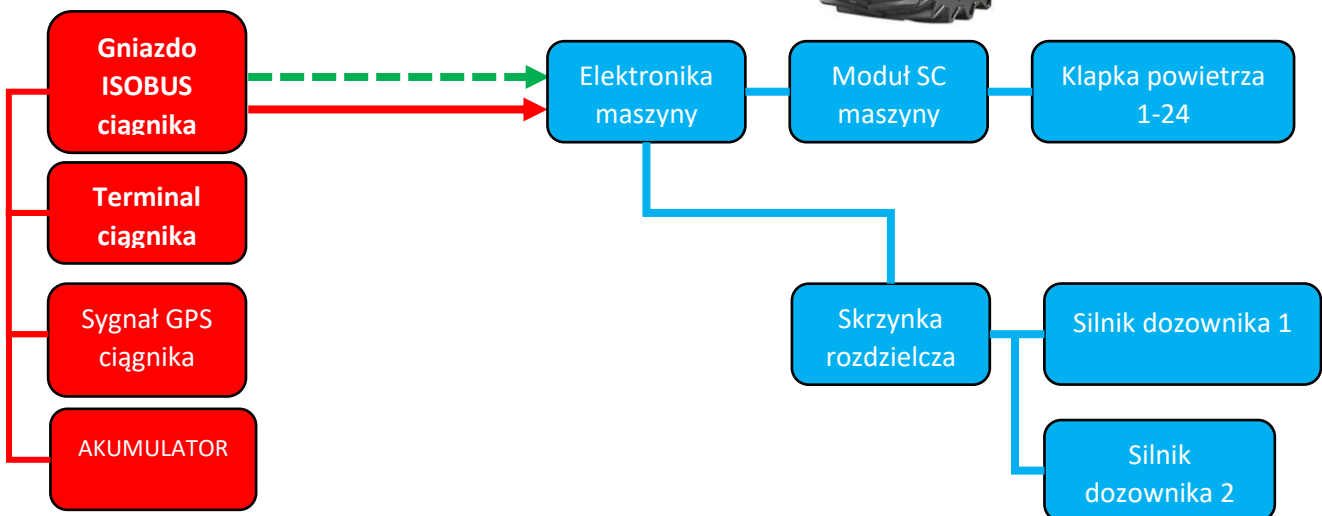 Gniazdo
ISOBUS
ciągnika
Elektronika
maszyny
Moduł SC
maszyny
Klapka powietrza
1-24
Terminal
ciągnika
Sygnał GPS
ciągnika
Skrzynka
rozdzielcza
Silnik dozownika 1
AKUMULATOR
Silnik
dozownika 2